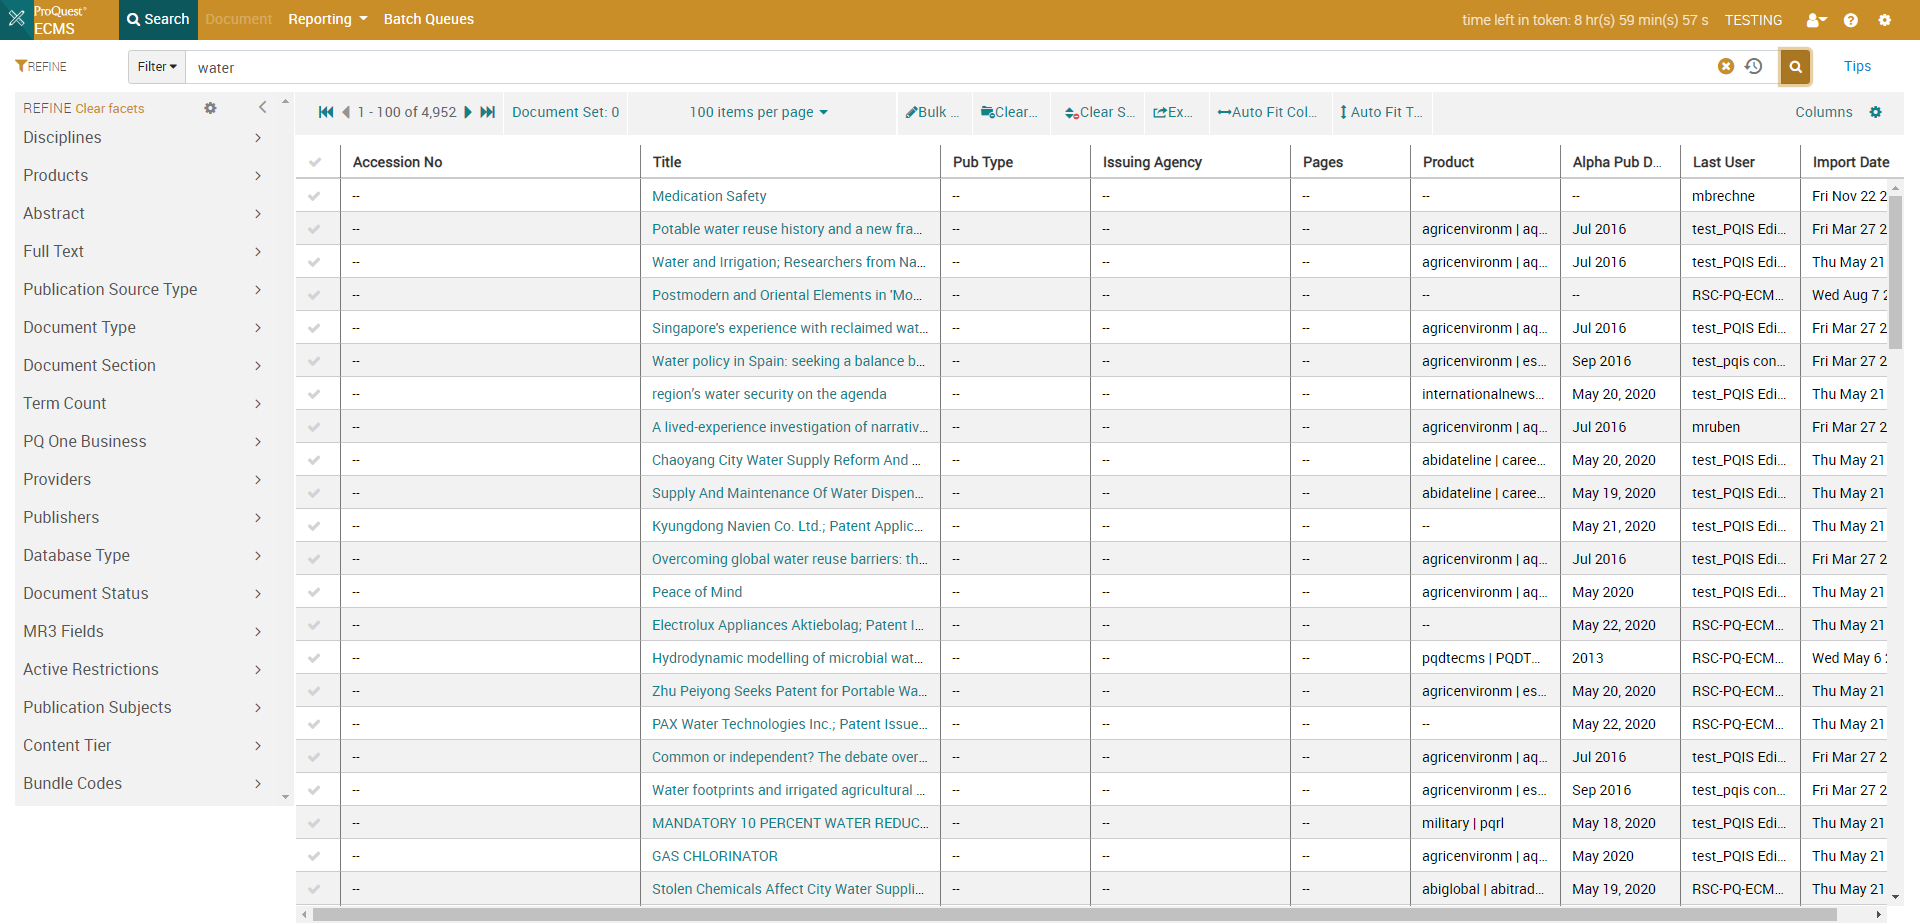 ProQuest® ECMS Search Document Reporting Batch Queues time left in token: 8 hr(s) 59 min(s) 57 s TESTING
REFINE Filter water Tips
REFINE Clear facets
Disciplines
Products
Abstract
Full Text
Publication Source Type
Document Type
Document Section
Term Count
PQ One Business
Providers
Publishers
Database Type
Document Status
MR3 Fields
Active Restrictions
Publication Subjects
Content Tier
Bundle Codes
1 - 100 of 4,952 Document Set: 0 100 items per page Bulk ... Clear... Clear S... Ex... Auto Fit Col... Auto Fit T... Columns
Accession No Title Pub Type Issuing Agency Pages Product Alpha Pub D... Last User Import Date
-- Medication Safety -- -- -- -- -- mbrechne Fri Nov 22 2
-- Potable water reuse history and a new fra... -- -- -- agricenvironm | aq... Jul 2016 test_PQIS Edi... Fri Mar 27 2
-- Water and Irrigation; Researchers from Na... -- -- -- agricenvironm | aq... Jul 2016 test_PQIS Edi... Thu May 21
-- Postmodern and Oriental Elements in 'Mo... -- -- -- -- -- RSC-PQ-ECM... Wed Aug 7 2
-- Singapore's experience with reclaimed wat... -- -- -- agricenvironm | aq... Jul 2016 test_PQIS Edi... Fri Mar 27 2
-- Water policy in Spain: seeking a balance b... -- -- -- agricenvironm | es... Sep 2016 test_pqis con... Fri Mar 27 2
-- region's water security on the agenda -- -- -- internationalnews... May 20, 2020 test_PQIS Edi... Thu May 21
-- A lived-experience investigation of narrativ... -- -- -- agricenvironm | aq... Jul 2016 mruben Fri Mar 27 2
-- Chaoyang City Water Supply Reform And ... -- -- -- abidateline | caree... May 20, 2020 test_PQIS Edi... Thu May 21
-- Supply And Maintenance Of Water Dispen... -- -- -- abidateline | caree... May 19, 2020 test_PQIS Edi... Thu May 21
-- Kyungdong Navien Co. Ltd.; Patent Applic... -- -- -- -- May 21, 2020 test_PQIS Edi... Thu May 21
-- Overcoming global water reuse barriers: th... -- -- -- agricenvironm | aq... Jul 2016 test_PQIS Edi... Fri Mar 27 2
-- Peace of Mind -- -- -- agricenvironm | aq... May 2020 test_PQIS Edi... Thu May 21
-- Electrolux Appliances Aktiebolag; Patent I... -- -- -- -- May 22, 2020 RSC-PQ-ECM... Thu May 21
-- Hydrodynamic modelling of microbial wat... -- -- -- pqdtecms | PQDT... 2013 RSC-PQ-ECM... Wed May 6
-- Zhu Peiyong Seeks Patent for Portable Wa... -- -- -- agricenvironm | es... May 20, 2020 RSC-PQ-ECM... Thu May 21
-- PAX Water Technologies Inc.; Patent Issue... -- -- -- -- May 22, 2020 RSC-PQ-ECM... Thu May 21
-- Common or independent? The debate over... -- -- -- agricenvironm | aq... Jul 2016 test_PQIS Edi... Fri Mar 27 2
-- Water footprints and irrigated agricultural ... -- -- -- agricenvironm | es... Sep 2016 test_pqis con... Fri Mar 27 2
-- MANDATORY 10 PERCENT WATER REDUC... -- -- -- military | pqrl May 18, 2020 test_PQIS Edi... Thu May 21
-- GAS CHLORINATOR -- -- -- agricenvironm | aq... May 2020 test_PQIS Edi... Thu May 21
-- Stolen Chemicals Affect City Water Suppli... -- -- -- abiglobal | abitrad... May 19, 2020 RSC-PQ-ECM... Thu May 21